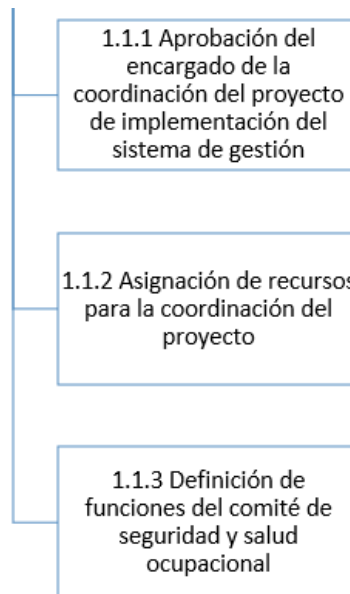 1.1.1 Aprobación del
encargado de la
coordinación del proyecto
de implementación del
sistema de gestión
1.1.2 Asignación de recursos
para la coordinación del
proyecto
1.1.3 Definición de
funciones del comité de
seguridad y salud
ocupacional